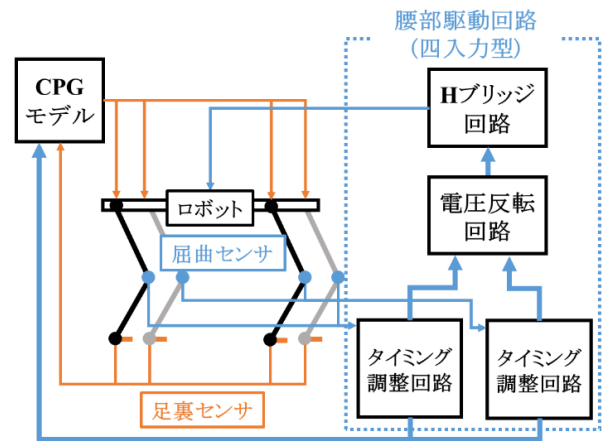 腰部駆動回路
(四入力型)
CPG
モデル
Hブリッジ
回路
ロボット
電圧反転
回路
屈曲センサ
タイミング
調整回路
タイミング
調整回路
足裏センサ